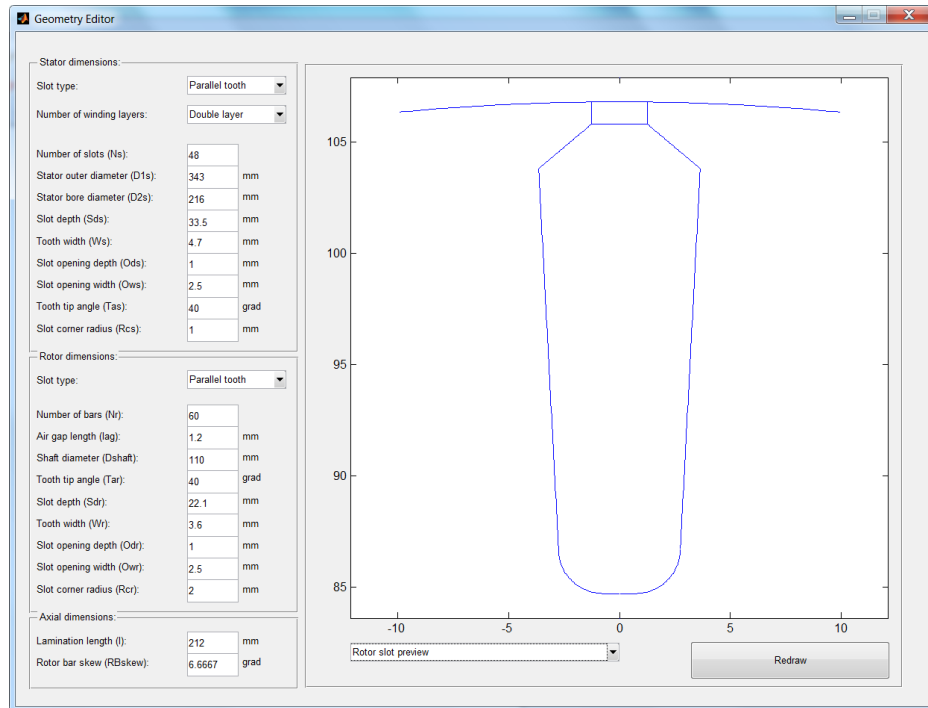 Geometry Editor
Stator dimensions:
Slot type: Parallel tooth
Number of winding layers: Double layer
Number of slots (Ns): 48
Stator outer diameter (D1s): 343 mm
Stator bore diameter (D2s): 216 mm
Slot depth (Sds): 33.5 mm
Tooth width (Ws): 4.7 mm
Slot opening depth (Ods): 1 mm
Slot opening width (Ows): 2.5 mm
Tooth tip angle (Tas): 40 grad
Slot corner radius (Rcs): 1 mm
Rotor dimensions:
Slot type: Parallel tooth
Number of bars (Nr): 60
Air gap length (lag): 1.2 mm
Shaft diameter (Dshaft): 110 mm
Tooth tip angle (Tar): 40 grad
Slot depth (Sdr): 22.1 mm
Tooth width (Wr): 3.6 mm
Slot opening depth (Odr): 1 mm
Slot opening width (Owr): 2.5 mm
Slot corner radius (Rcr): 2 mm
Axial dimensions:
Lamination length (l): 212 mm
Rotor bar skew (RBskew): 6.6667 grad
105
100
95
90
85
-10 -5 0 5 10
Rotor slot preview
Redraw